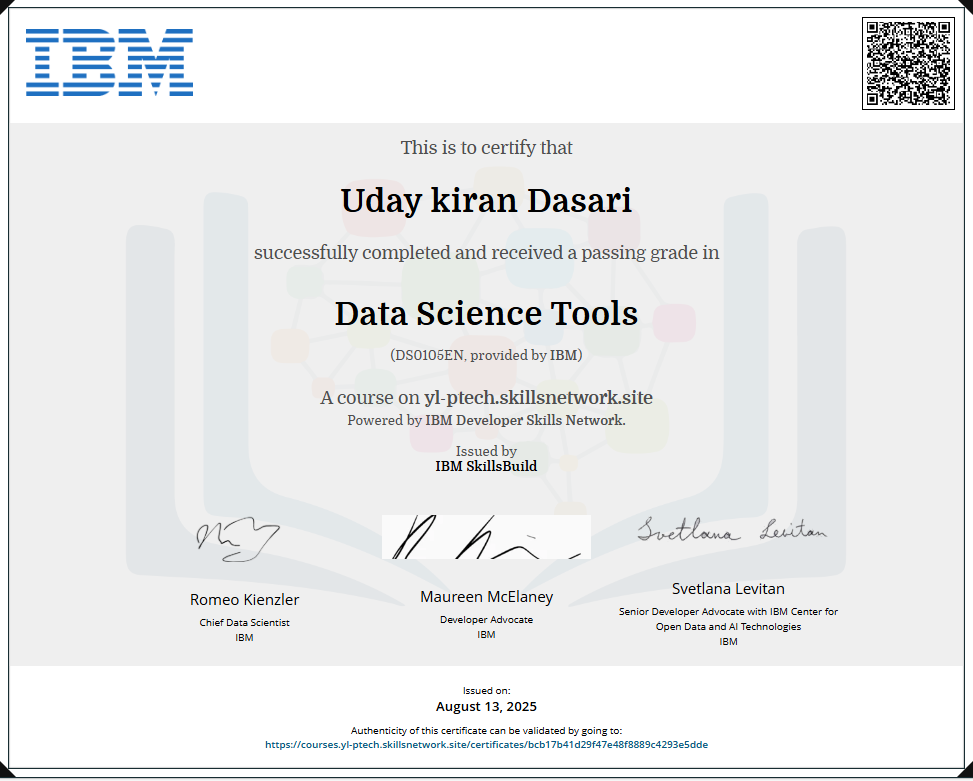 IBM
This is to certify that
Uday kiran Dasari
successfully completed and received a passing grade in
Data Science Tools
(DS0105EN, provided by IBM)
A course on yl-ptech.skillsnetwork.site
Powered by IBM Developer Skills Network.
Issued by
IBM SkillsBuild
Svetlana Levitan
Romeo Kienzler
Chief Data Scientist
IBM
Maureen McElaney
Developer Advocate
IBM
Svetlana Levitan
Senior Developer Advocate with IBM Center for
Open Data and AI Technologies
IBM
Issued on:
August 13, 2025
Authenticity of this certificate can be validated by going to:
https://courses.yl-ptech.skillsnetwork.site/certificates/bcb17b41d29f47e48f8889c4293e5dde